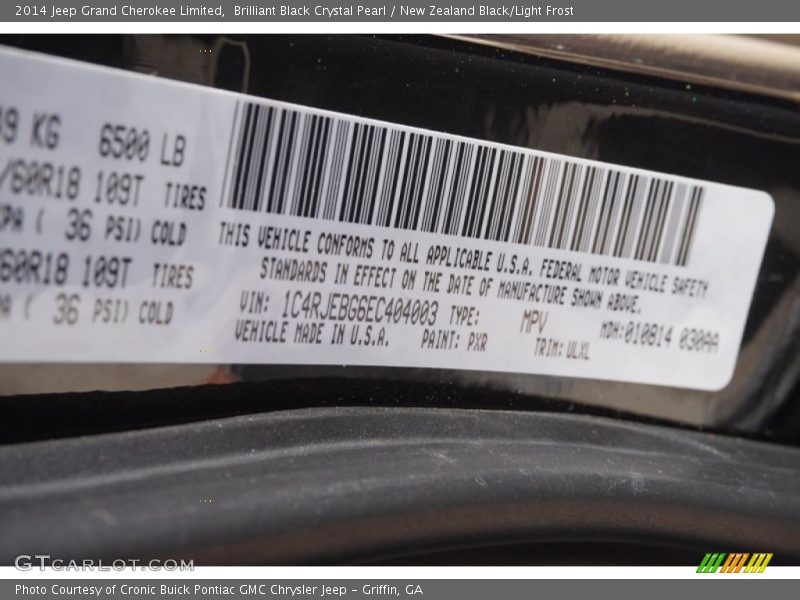 2014 Jeep Grand Cherokee Limited, Brilliant Black Crystal Pearl / New Zealand Black/Light Frost
KG 6500 LB
/60R18 109T TIRES
( 36 PSI) COLD
60R18 109T TIRES
( 36 PSI) COLD
THIS VEHICLE CONFORMS TO ALL APPLICABLE U.S.A. FEDERAL MOTOR VEHICLE SAFETY
STANDARDS IN EFFECT ON THE DATE OF MANUFACTURE SHOWN ABOVE.
VIN: 1C4RJEBG6EC404003 TYPE: MPV MDH:010814 030AA
VEHICLE MADE IN U.S.A. PAINT: PXR TRIM: ULXL
GTCARLOT.COM
Photo Courtesy of Cronic Buick Pontiac GMC Chrysler Jeep - Griffin, GA